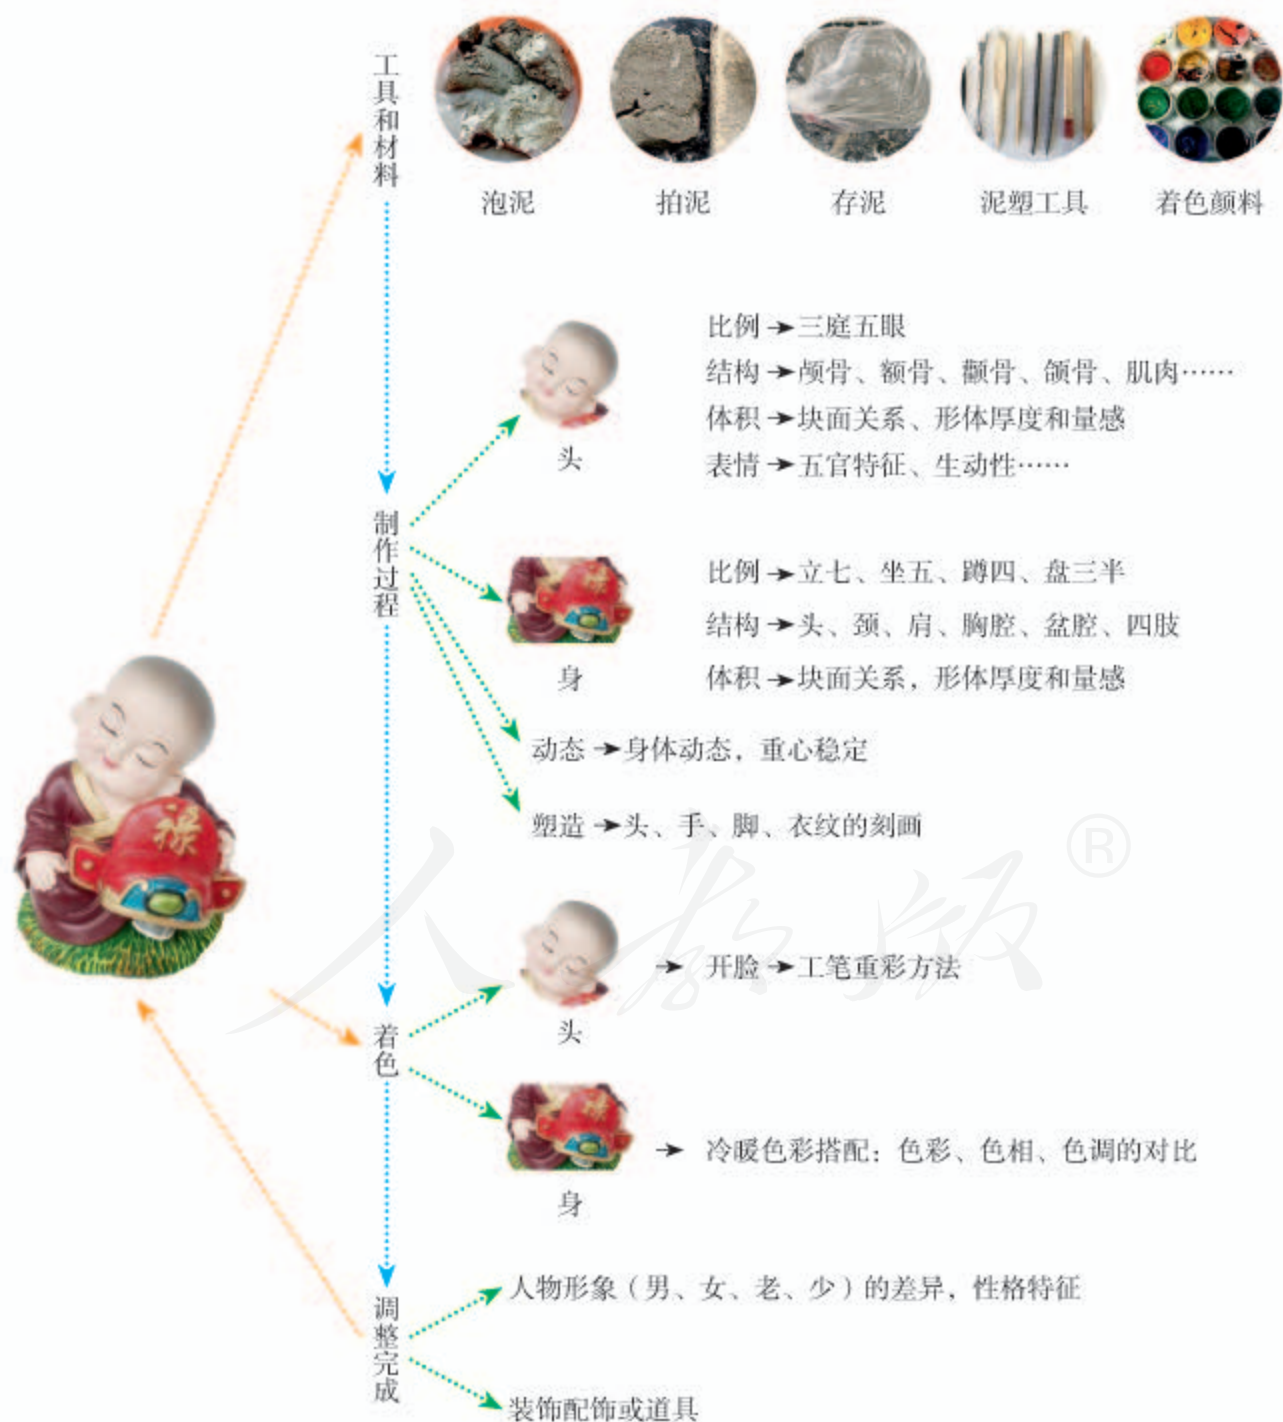 工具和材料
泡泥
拍泥
存泥
泥塑工具
着色颜料
制作过程
头
比例→三庭五眼
结构→颅骨、额骨、颧骨、颌骨、肌肉……
体积→块面关系、形体厚度和量感
表情→五官特征、生动性……
身
比例→立七、坐五、蹲四、盘三半
结构→头、颈、肩、胸腔、盆腔、四肢
体积→块面关系，形体厚度和量感
动态→身体动态，重心稳定
塑造→头、手、脚、衣纹的刻画
禄
人教版®
着色
头
→ 开脸→工笔重彩方法
身
→ 冷暖色彩搭配：色彩、色相、色调的对比
调整完成
人物形象（男、女、老、少）的差异，性格特征
装饰配饰或道具